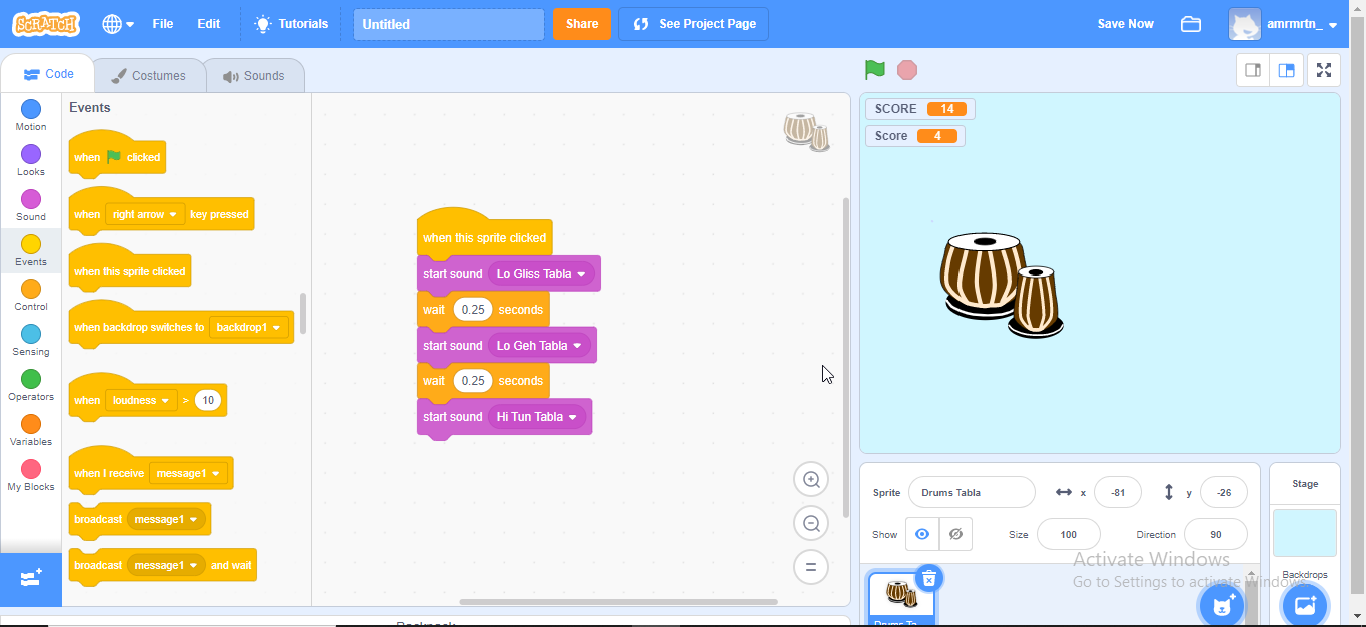 SCRATCH
File
Edit
Tutorials
Untitled
Share
See Project Page
Save Now
amrmrtn_
Code
Costumes
Sounds
SCORE 14
Score 4
Motion
Looks
Sound
Events
Control
Sensing
Operators
Variables
My Blocks
Events
when clicked
when right arrow key pressed
when this sprite clicked
when backdrop switches to backdrop1
when loudness > 10
when I receive message1
broadcast message1
broadcast message1 and wait
when this sprite clicked
start sound Lo Gliss Tabla
wait 0.25 seconds
start sound Lo Geh Tabla
wait 0.25 seconds
start sound Hi Tun Tabla
Sprite Drums Tabla x -81 y -26
Show Size 100 Direction 90
Stage
Backdrops
Activate Windows
Go to Settings to activate Windows.
Drums Ta...
Backpack